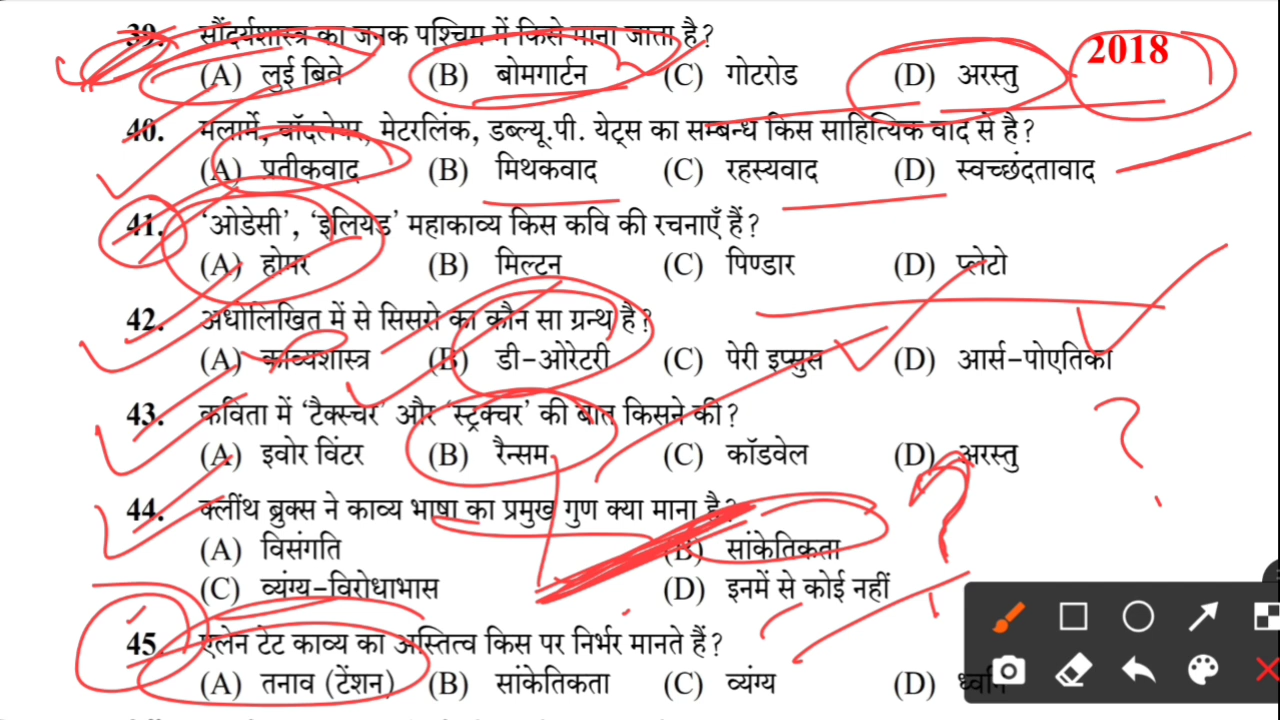 39. सौंदर्यशास्त्र का जनक पश्चिम में किसे माना जाता है?
2018
(A) लुई बिवे (B) बोमगार्टन (C) गोटरोड (D) अरस्तु
40. मलार्मे, बॉदलेयर, मेटरलिंक, डब्ल्यू.पी. येट्स का सम्बन्ध किस साहित्यिक वाद से है?
(A) प्रतीकवाद (B) मिथकवाद (C) रहस्यवाद (D) स्वच्छंदतावाद
41. ‘ओडेसी’, ‘इलियड’ महाकाव्य किस कवि की रचनाएँ हैं?
(A) होमर (B) मिल्टन (C) पिण्डार (D) प्लेटो
42. अधोलिखित में से सिसरो का कौन सा ग्रन्थ है?
(A) काव्यशास्त्र (B) डी-ओरेटरी (C) पेरी इप्सुस (D) आर्स-पोएतिका
43. कविता में ‘टैक्स्चर’ और ‘स्ट्रक्चर’ की बात किसने की?
(A) इवोर विंटर (B) रैन्सम (C) कॉडवेल (D) अरस्तु
44. क्लींथ ब्रुक्स ने काव्य भाषा का प्रमुख गुण क्या माना है?
(A) विसंगति (B) सांकेतिकता
(C) व्यंग्य-विरोधाभास (D) इनमें से कोई नहीं
45. एलेन टेट काव्य का अस्तित्व किस पर निर्भर मानते हैं?
(A) तनाव (टेंशन) (B) सांकेतिकता (C) व्यंग्य (D) ध्वनि